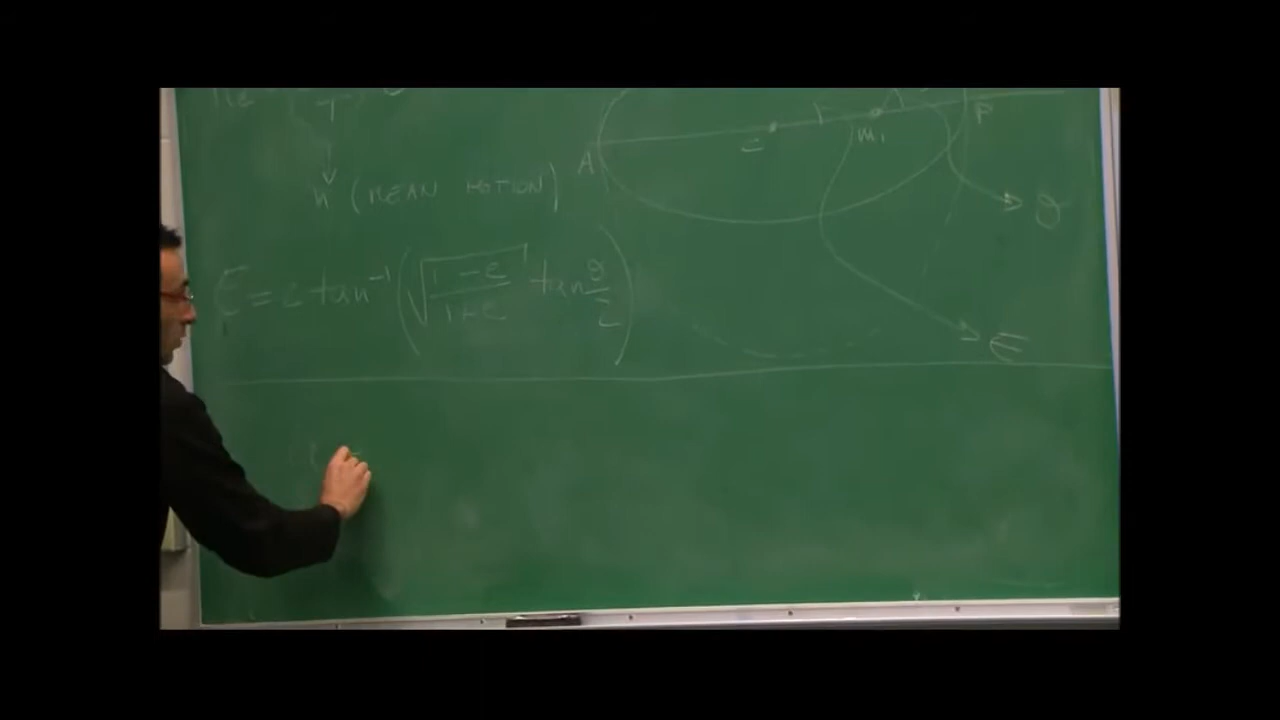 n (MEAN MOTION)
E = 2 tan⁻¹ (√(1-e)/(1+e) tan θ/2)
A
C
m₁
P
θ
E